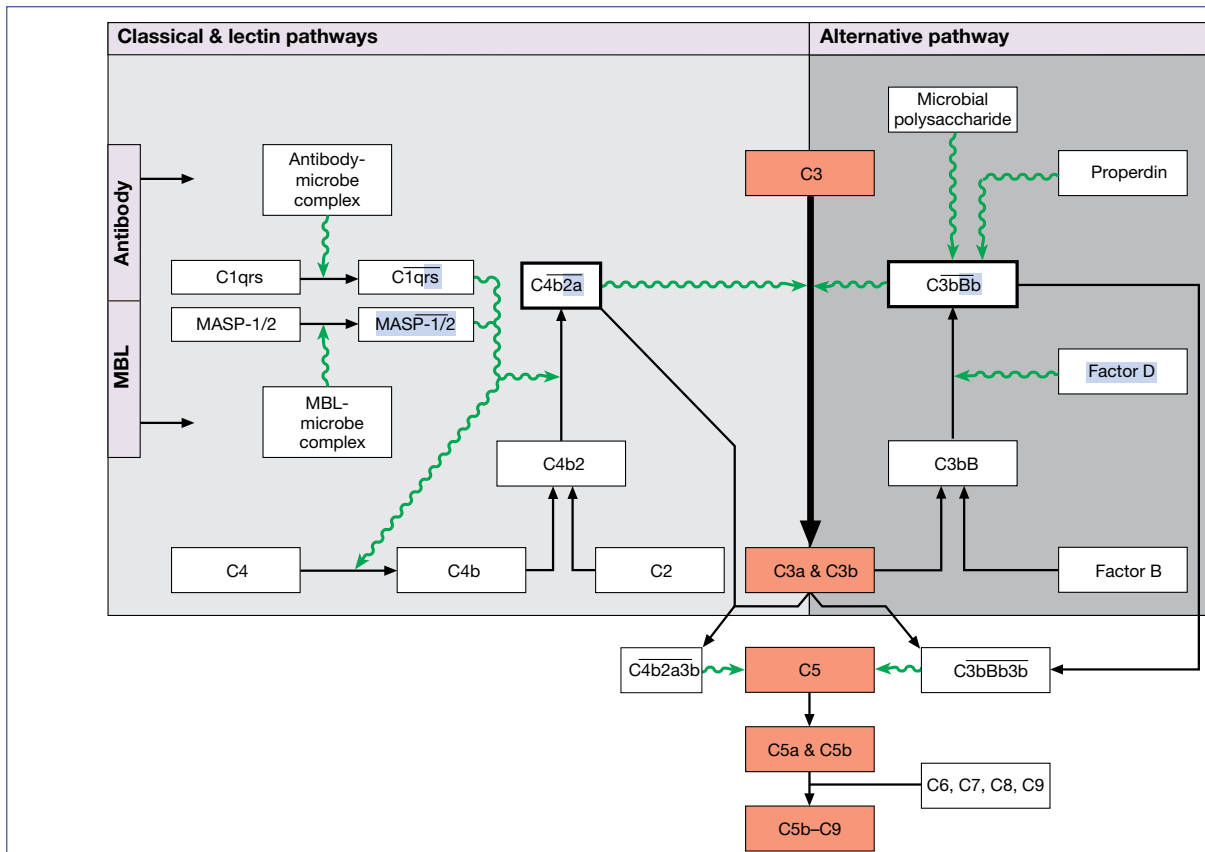 Classical & lectin pathways
Alternative pathway
Microbial
polysaccharide
Antibody
Antibody-
microbe
complex
C3
Properdin
C1qrs
C1qrs
C4b2a
C3bBb
MBL
MASP-1/2
MASP-1/2
Factor D
MBL-
microbe
complex
C4b2
C3bB
C4
C4b
C2
C3a & C3b
Factor B
C4b2a3b
C5
C3bBb3b
C5a & C5b
C6, C7, C8, C9
C5b–C9